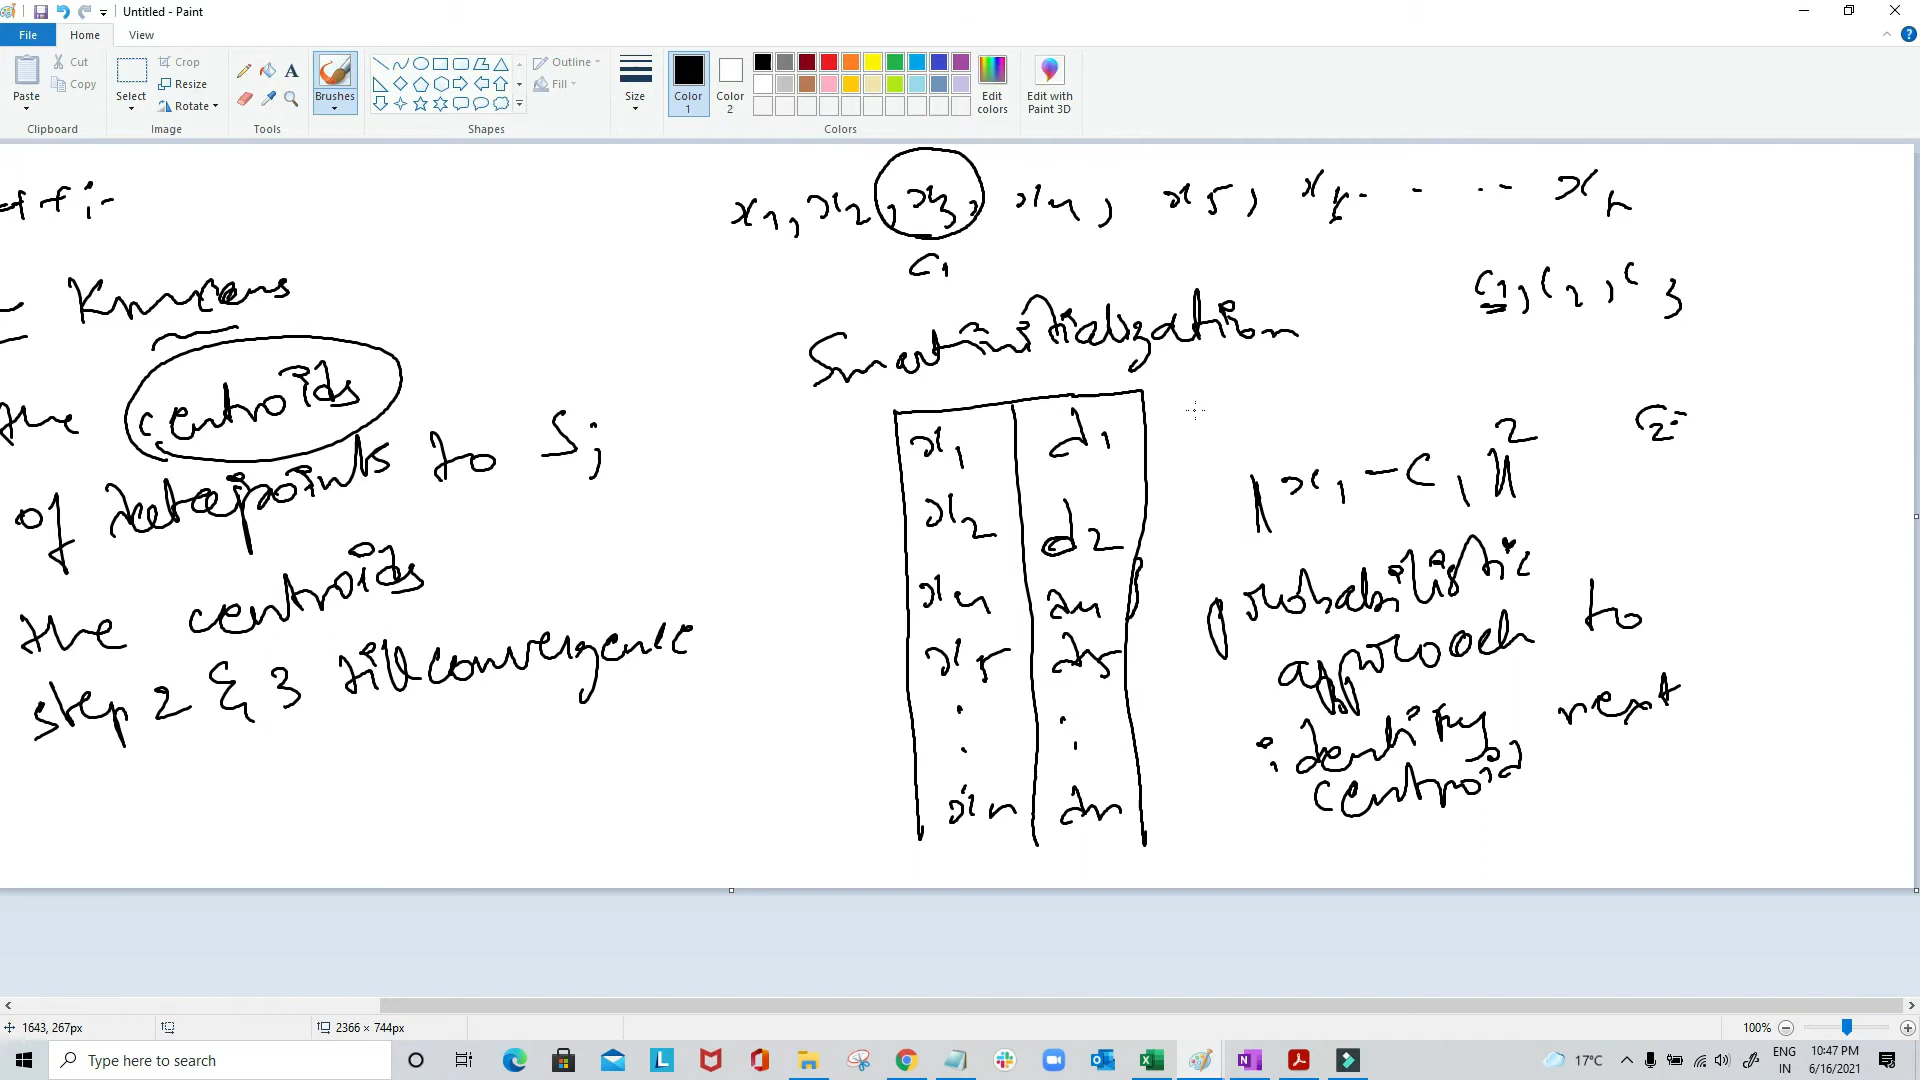 Untitled - Paint
File
Home
View
Paste
Cut
Copy
Clipboard
Select
Crop
Resize
Rotate
Image
Tools
Brushes
Shapes
Outline
Fill
Size
Color 1
Color 2
Edit colors
Edit with Paint 3D
Colors
x1, x2, x3, x4, x5, x6 - - - - xn
C1
C1, C2, C3
Kmeans
the centroids
of datapoints to Si
the centroids
step 2 & 3 till convergence
Smart initialization
x1 d1
x2 d2
x4 d4
x5 d5
. .
. .
xn dn
|x1 - C1|²
C2=
probabilistic
approach to
identify next
centroid
1643, 267px
2366 × 744px
100%
Type here to search
17°C
ENG
IN
10:47 PM
6/16/2021